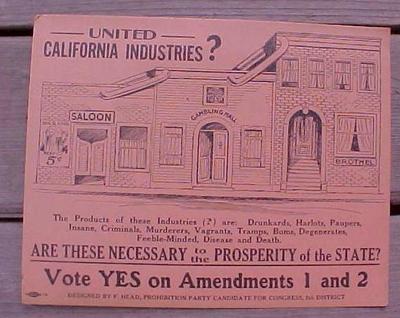 UNITED
CALIFORNIA INDUSTRIES?
SALOON
5¢
GAMBLING HALL
BROTHEL
The Products of these Industries (?) are: Drunkards, Harlots, Paupers,
Insane, Criminals, Murderers, Vagrants, Tramps, Bums, Degenerates,
Feeble-Minded, Disease and Death.
ARE THESE NECESSARY to the PROSPERITY of the STATE?
Vote YES on Amendments 1 and 2
DESIGNED BY F. HEAD, PROHIBITION PARTY CANDIDATE FOR CONGRESS, DISTRICT